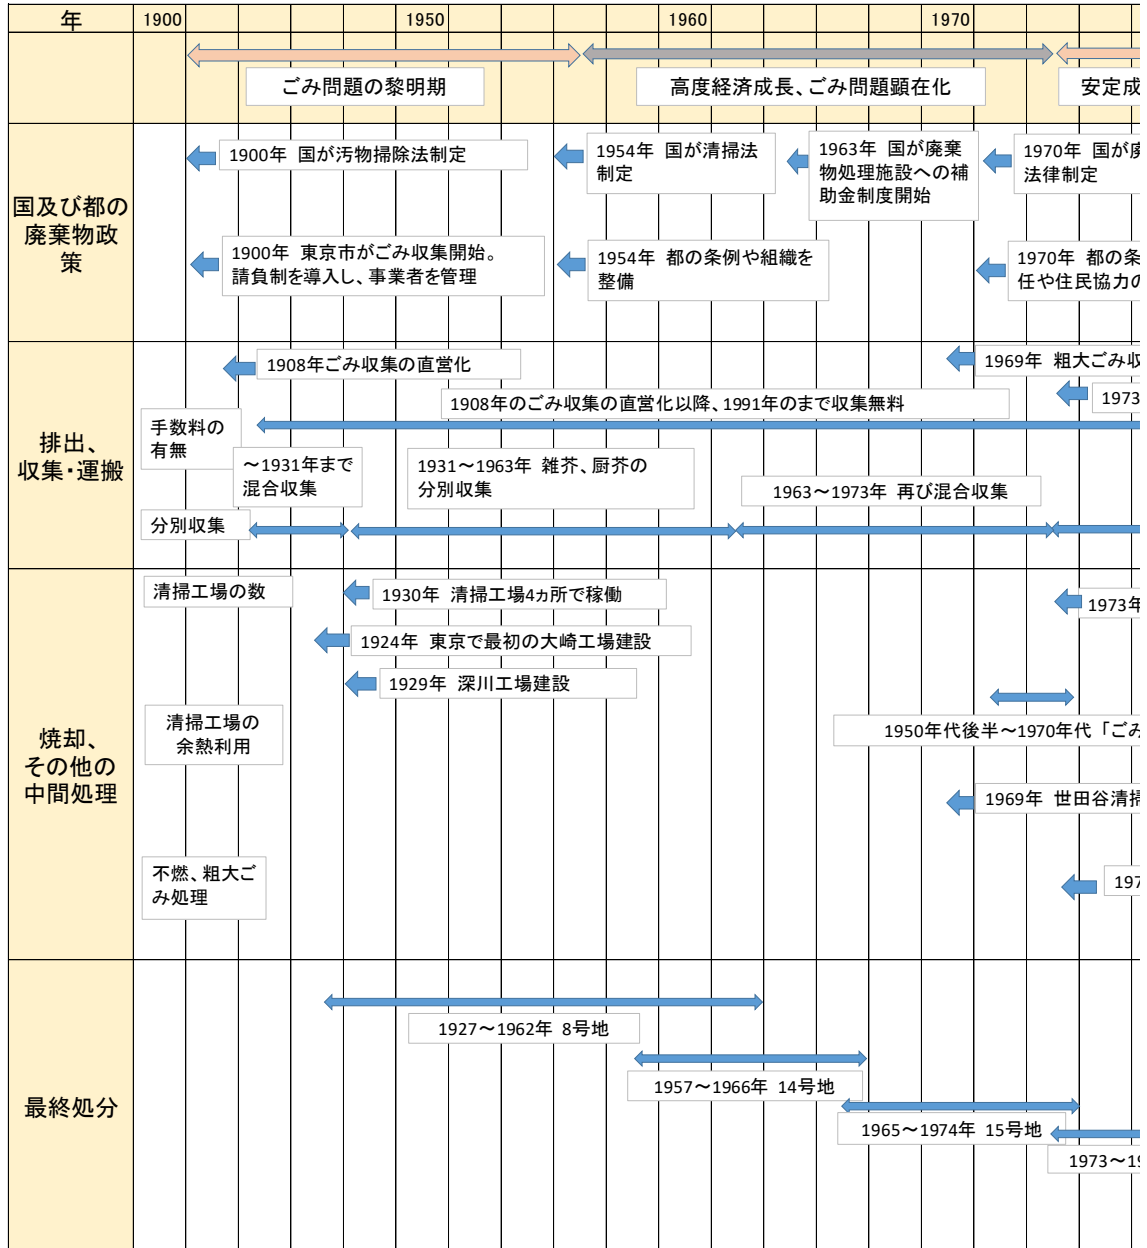 年
1900
1950
1960
1970
ごみ問題の黎明期
高度経済成長、ごみ問題顕在化
安定成
国及び都の
廃棄物政
策
1900年 国が汚物掃除法制定
1954年 国が清掃法
制定
1963年 国が廃棄
物処理施設への補
助金制度開始
1970年 国が廃
法律制定
1900年 東京市がごみ収集開始。
請負制を導入し、事業者を管理
1954年 都の条例や組織を
整備
1970年 都の条
任や住民協力の
排出、
収集・運搬
1908年ごみ収集の直営化
1969年 粗大ごみ収
1908年のごみ収集の直営化以降、1991年のまで収集無料
1973
手数料の
有無
～1931年まで
混合収集
1931～1963年 雑芥、厨芥の
分別収集
1963～1973年 再び混合収集
分別収集
焼却、
その他の
中間処理
清掃工場の数
1930年 清掃工場4ヵ所で稼働
1973年
1924年 東京で最初の大崎工場建設
1929年 深川工場建設
清掃工場の
余熱利用
1950年代後半～1970年代「ごみ
1969年 世田谷清掃
不燃、粗大ご
み処理
197
最終処分
1927～1962年 8号地
1957～1966年 14号地
1965～1974年 15号地
1973～19